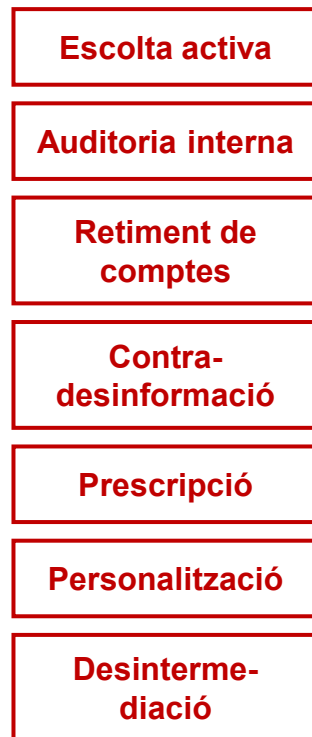 Escolta activa
Auditoria interna
Retiment de
comptes
Contra-
desinformació
Prescripció
Personalització
Desinterme-
diació